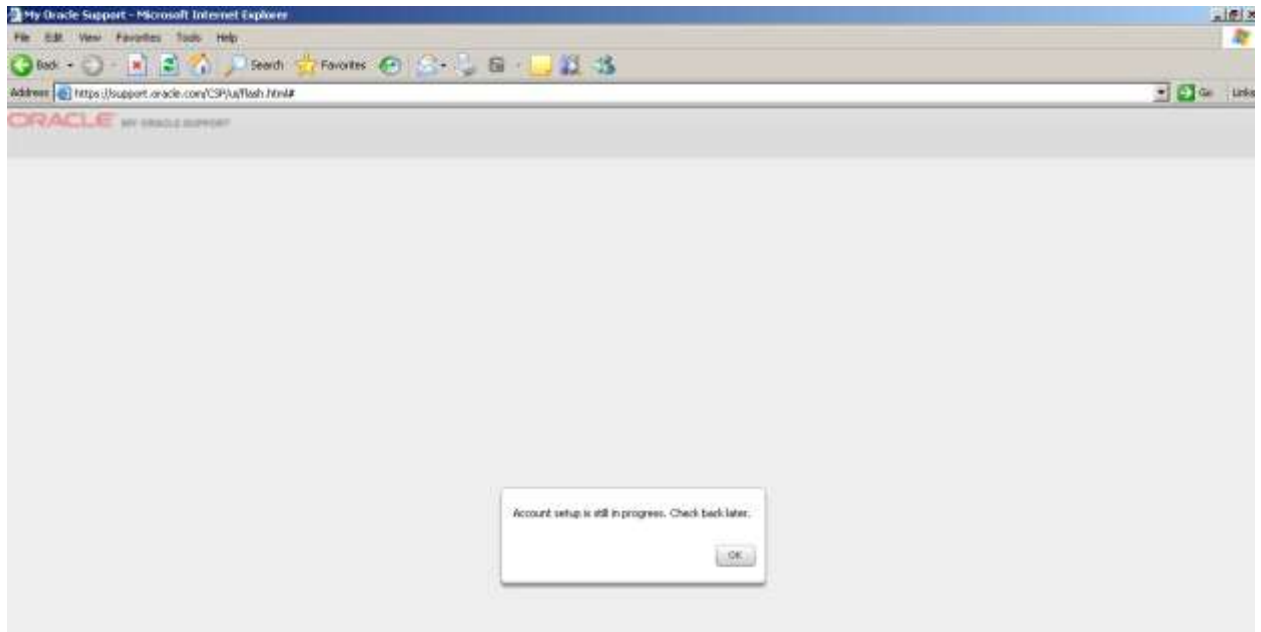 My Oracle Support - Microsoft Internet Explorer
File Edit View Favorites Tools Help
Back Search Favorites
Address https://support.oracle.com/CSP/ui/flash.html# Go Links
ORACLE MY ORACLE SUPPORT
Account setup is still in progress. Check back later.
OK